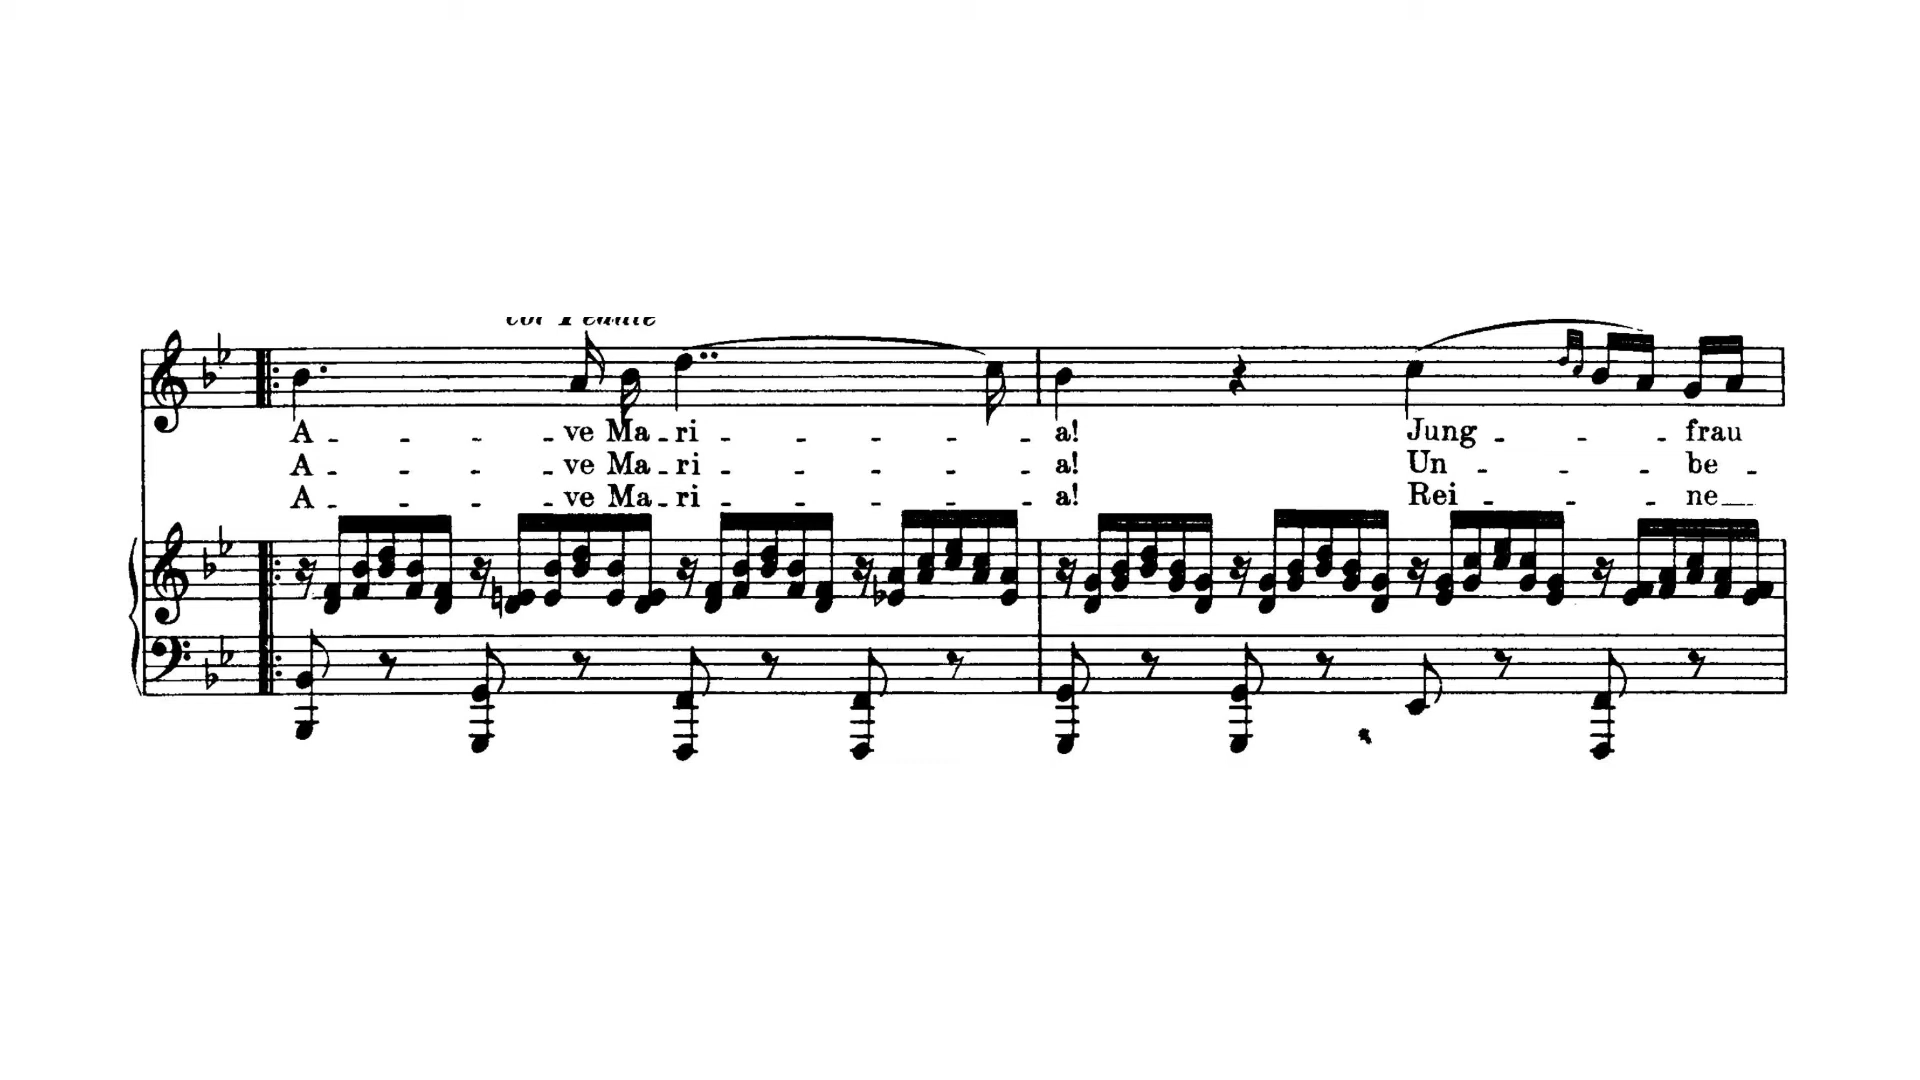 A - - - - ve Ma - ri - - - - - a! Jung - - - frau
A - - - - ve Ma - ri - - - - - a! Un - - - be -
A - - - - ve Ma - ri - - - - - a! Rei - - - ne